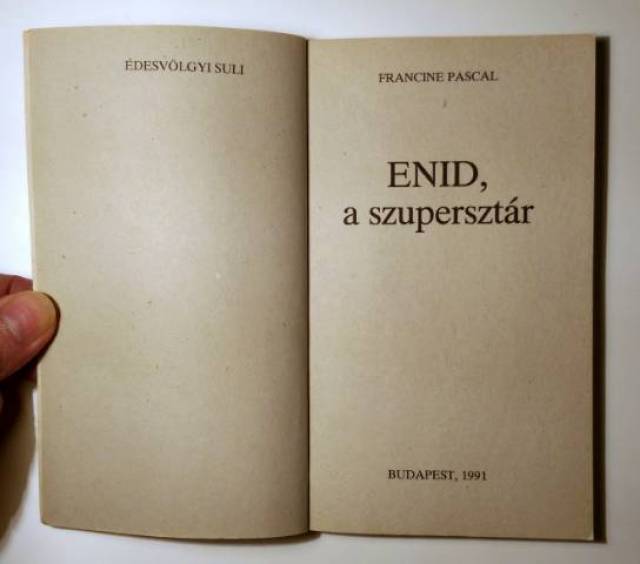 ÉDESVÖLGYI SULI
FRANCINE PASCAL
ENID,
a szupersztár
BUDAPEST, 1991